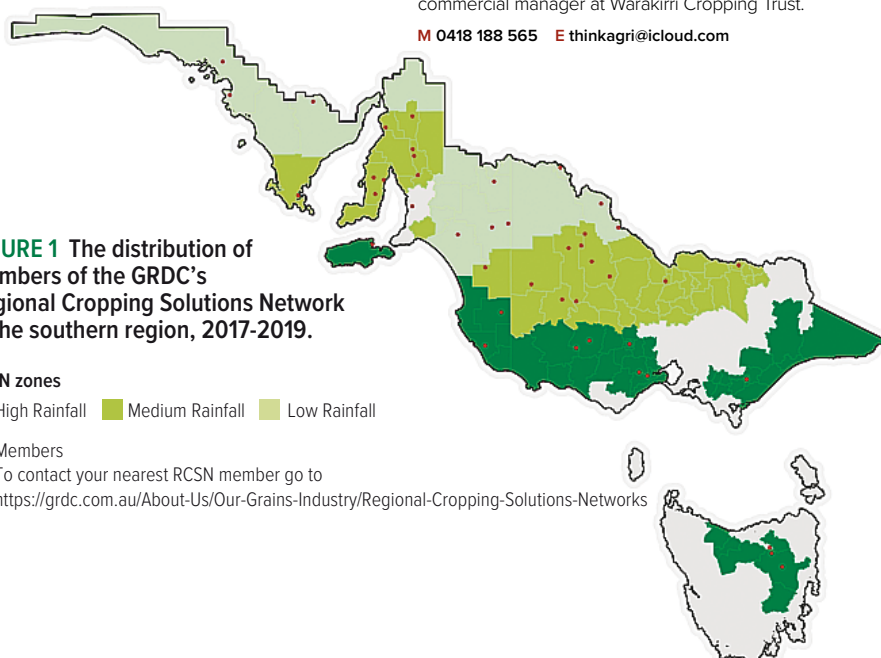 commercial manager at Warakirri Cropping Trust.
M 0418 188 565 E thinkagri@icloud.com
URE 1 The distribution of
mbers of the GRDC's
gional Cropping Solutions Network
he southern region, 2017-2019.
N zones
High Rainfall Medium Rainfall Low Rainfall
Members
To contact your nearest RCSN member go to
https://grdc.com.au/About-Us/Our-Grains-Industry/Regional-Cropping-Solutions-Networks